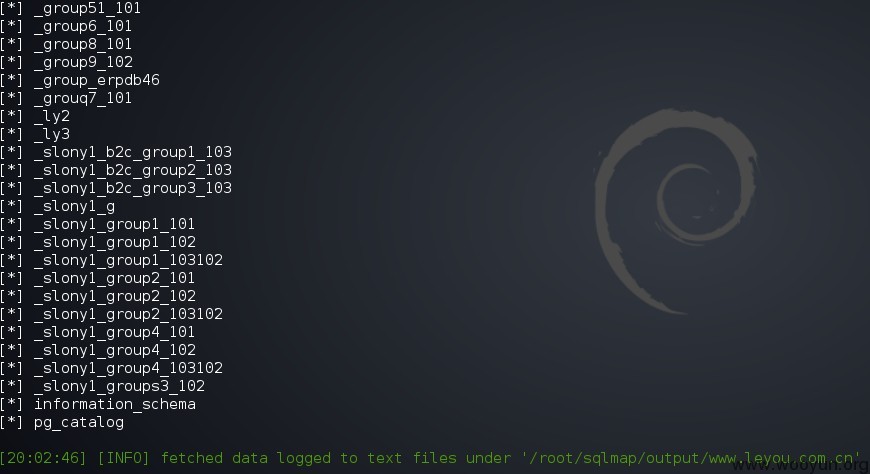 [*] _group51_101
[*] _group6_101
[*] _group8_101
[*] _group9_102
[*] _group_erpdb46
[*] _grouq7_101
[*] _ly2
[*] _ly3
[*] _slony1_b2c_group1_103
[*] _slony1_b2c_group2_103
[*] _slony1_b2c_group3_103
[*] _slony1_g
[*] _slony1_group1_101
[*] _slony1_group1_102
[*] _slony1_group1_103102
[*] _slony1_group2_101
[*] _slony1_group2_102
[*] _slony1_group2_103102
[*] _slony1_group4_101
[*] _slony1_group4_102
[*] _slony1_group4_103102
[*] _slony1_groups3_102
[*] information_schema
[*] pg_catalog
[20:02:46] [INFO] fetched data logged to text files under '/root/sqlmap/output/www.leyou.com.cn'
www.wooyun.org